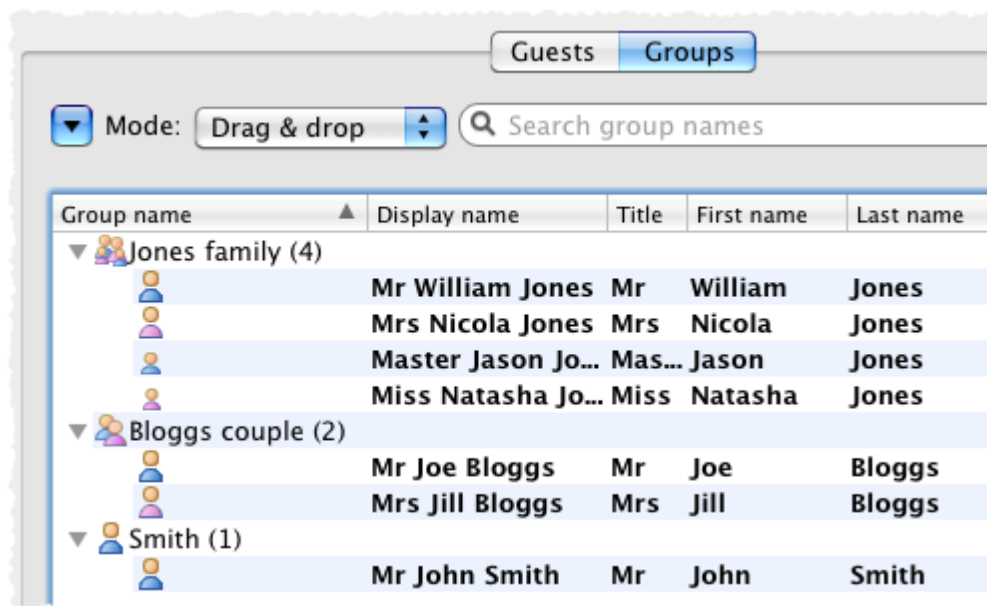 Guests Groups
Mode: Drag & drop Search group names
Group name Display name Title First name Last name
Jones family (4)
Mr William Jones Mr William Jones
Mrs Nicola Jones Mrs Nicola Jones
Master Jason Jo... Mas... Jason Jones
Miss Natasha Jo... Miss Natasha Jones
Bloggs couple (2)
Mr Joe Bloggs Mr Joe Bloggs
Mrs Jill Bloggs Mrs Jill Bloggs
Smith (1)
Mr John Smith Mr John Smith